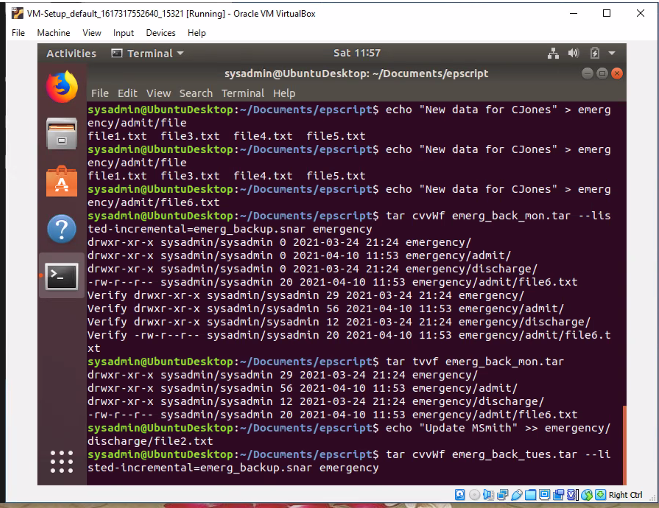 VM-Setup_default_1617317552640_15321 [Running] - Oracle VM VirtualBox
File Machine View Input Devices Help
Activities Terminal Sat 11:57
sysadmin@UbuntuDesktop: ~/Documents/epscript
File Edit View Search Terminal Help
sysadmin@UbuntuDesktop:~/Documents/epscript$ echo "New data for CJones" > emerg
ency/admit/file
file1.txt file3.txt file4.txt file5.txt
sysadmin@UbuntuDesktop:~/Documents/epscript$ echo "New data for CJones" > emerg
ency/admit/file
file1.txt file3.txt file4.txt file5.txt
sysadmin@UbuntuDesktop:~/Documents/epscript$ echo "New data for CJones" > emerg
ency/admit/file6.txt
sysadmin@UbuntuDesktop:~/Documents/epscript$ tar cvvWf emerg_back_mon.tar --lis
ted-incremental=emerg_backup.snar emergency
drwxr-xr-x sysadmin/sysadmin 0 2021-03-24 21:24 emergency/
drwxr-xr-x sysadmin/sysadmin 0 2021-04-10 11:53 emergency/admit/
drwxr-xr-x sysadmin/sysadmin 0 2021-03-24 21:24 emergency/discharge/
-rw-r--r-- sysadmin/sysadmin 20 2021-04-10 11:53 emergency/admit/file6.txt
Verify drwxr-xr-x sysadmin/sysadmin 29 2021-03-24 21:24 emergency/
Verify drwxr-xr-x sysadmin/sysadmin 56 2021-04-10 11:53 emergency/admit/
Verify drwxr-xr-x sysadmin/sysadmin 12 2021-03-24 21:24 emergency/discharge/
Verify -rw-r--r-- sysadmin/sysadmin 20 2021-04-10 11:53 emergency/admit/file6.t
xt
sysadmin@UbuntuDesktop:~/Documents/epscript$ tar tvvf emerg_back_mon.tar
drwxr-xr-x sysadmin/sysadmin 29 2021-03-24 21:24 emergency/
drwxr-xr-x sysadmin/sysadmin 56 2021-04-10 11:53 emergency/admit/
drwxr-xr-x sysadmin/sysadmin 12 2021-03-24 21:24 emergency/discharge/
-rw-r--r-- sysadmin/sysadmin 20 2021-04-10 11:53 emergency/admit/file6.txt
sysadmin@UbuntuDesktop:~/Documents/epscript$ echo "Update MSmith" >> emergency/
discharge/file2.txt
sysadmin@UbuntuDesktop:~/Documents/epscript$ tar cvvWf emerg_back_tues.tar --li
sted-incremental=emerg_backup.snar emergency
Right Ctrl